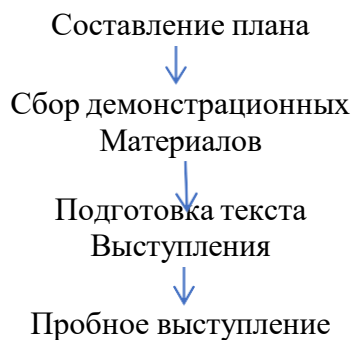 Составление плана
Сбор демонстрационных
Материалов
Подготовка текста
Выступления
Пробное выступление